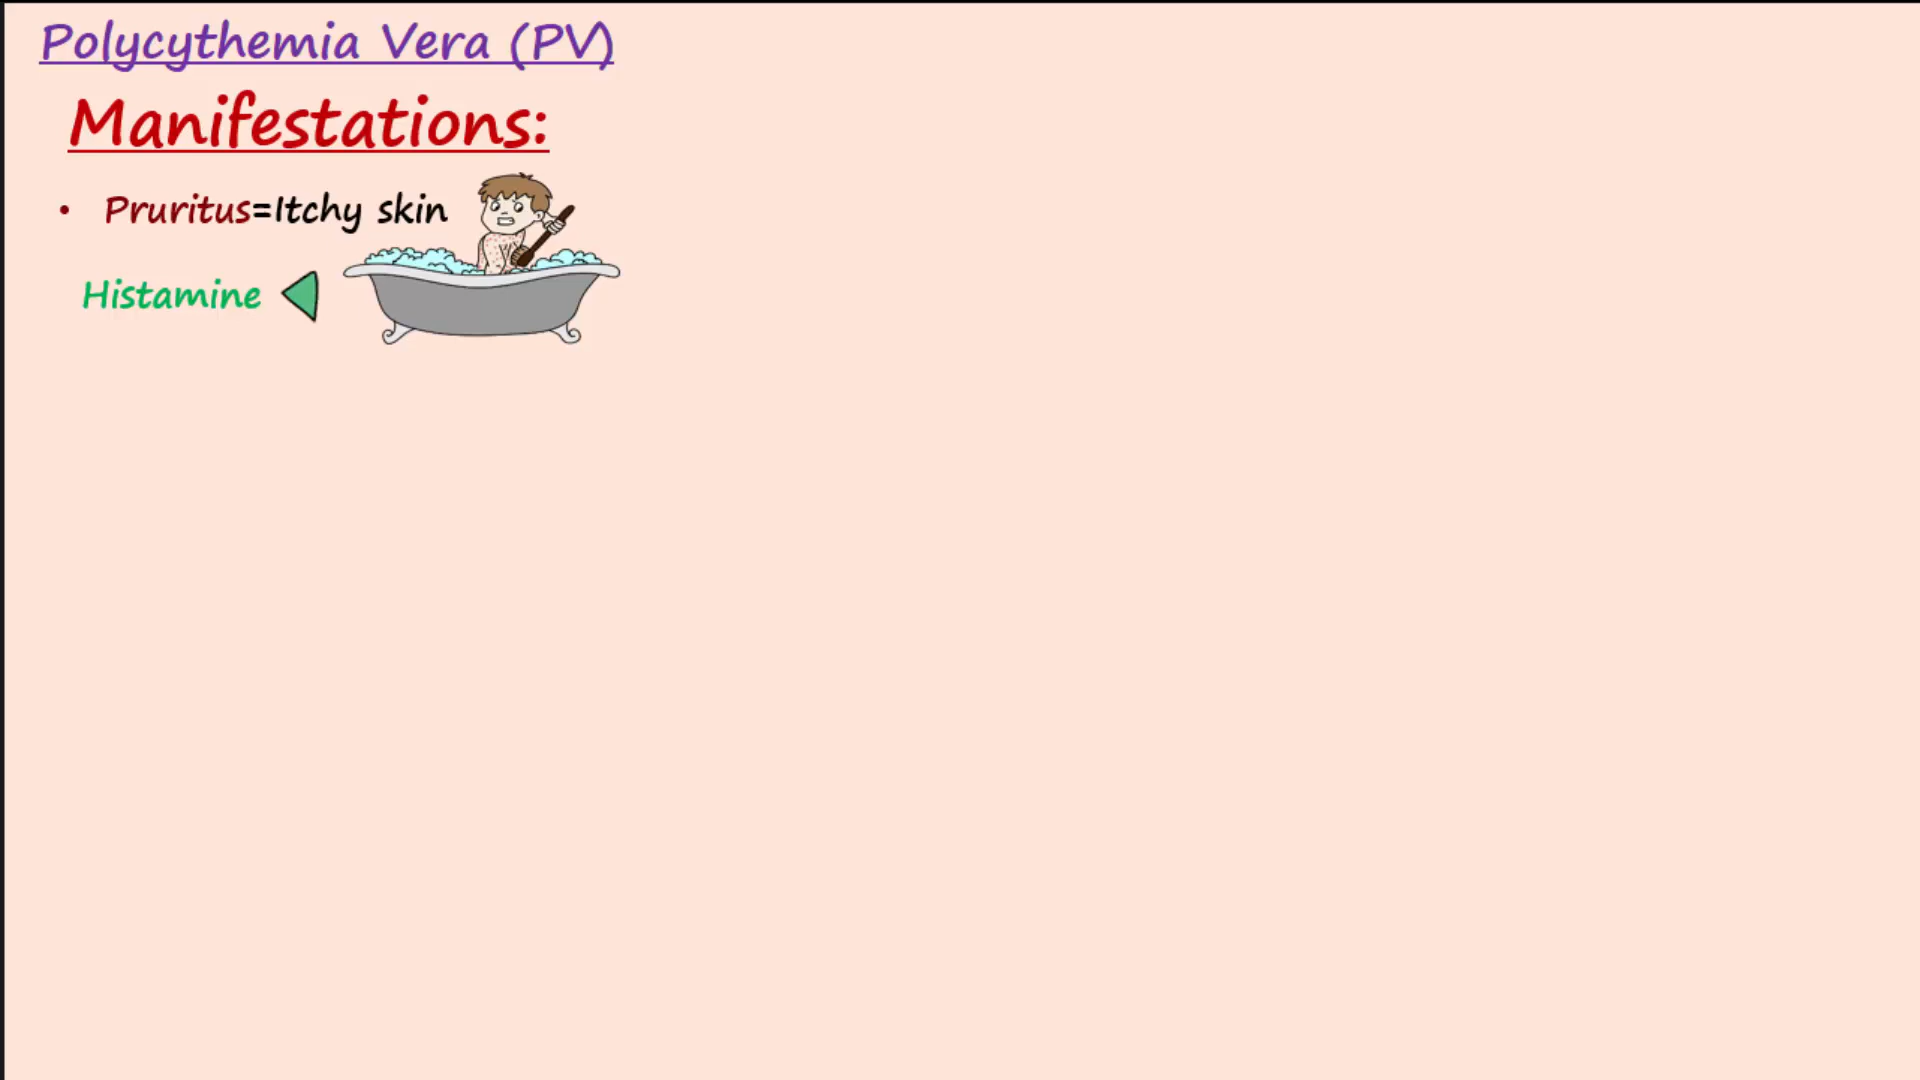 Polycythemia Vera (PV)
Manifestations:
• Pruritus=Itchy skin
Histamine